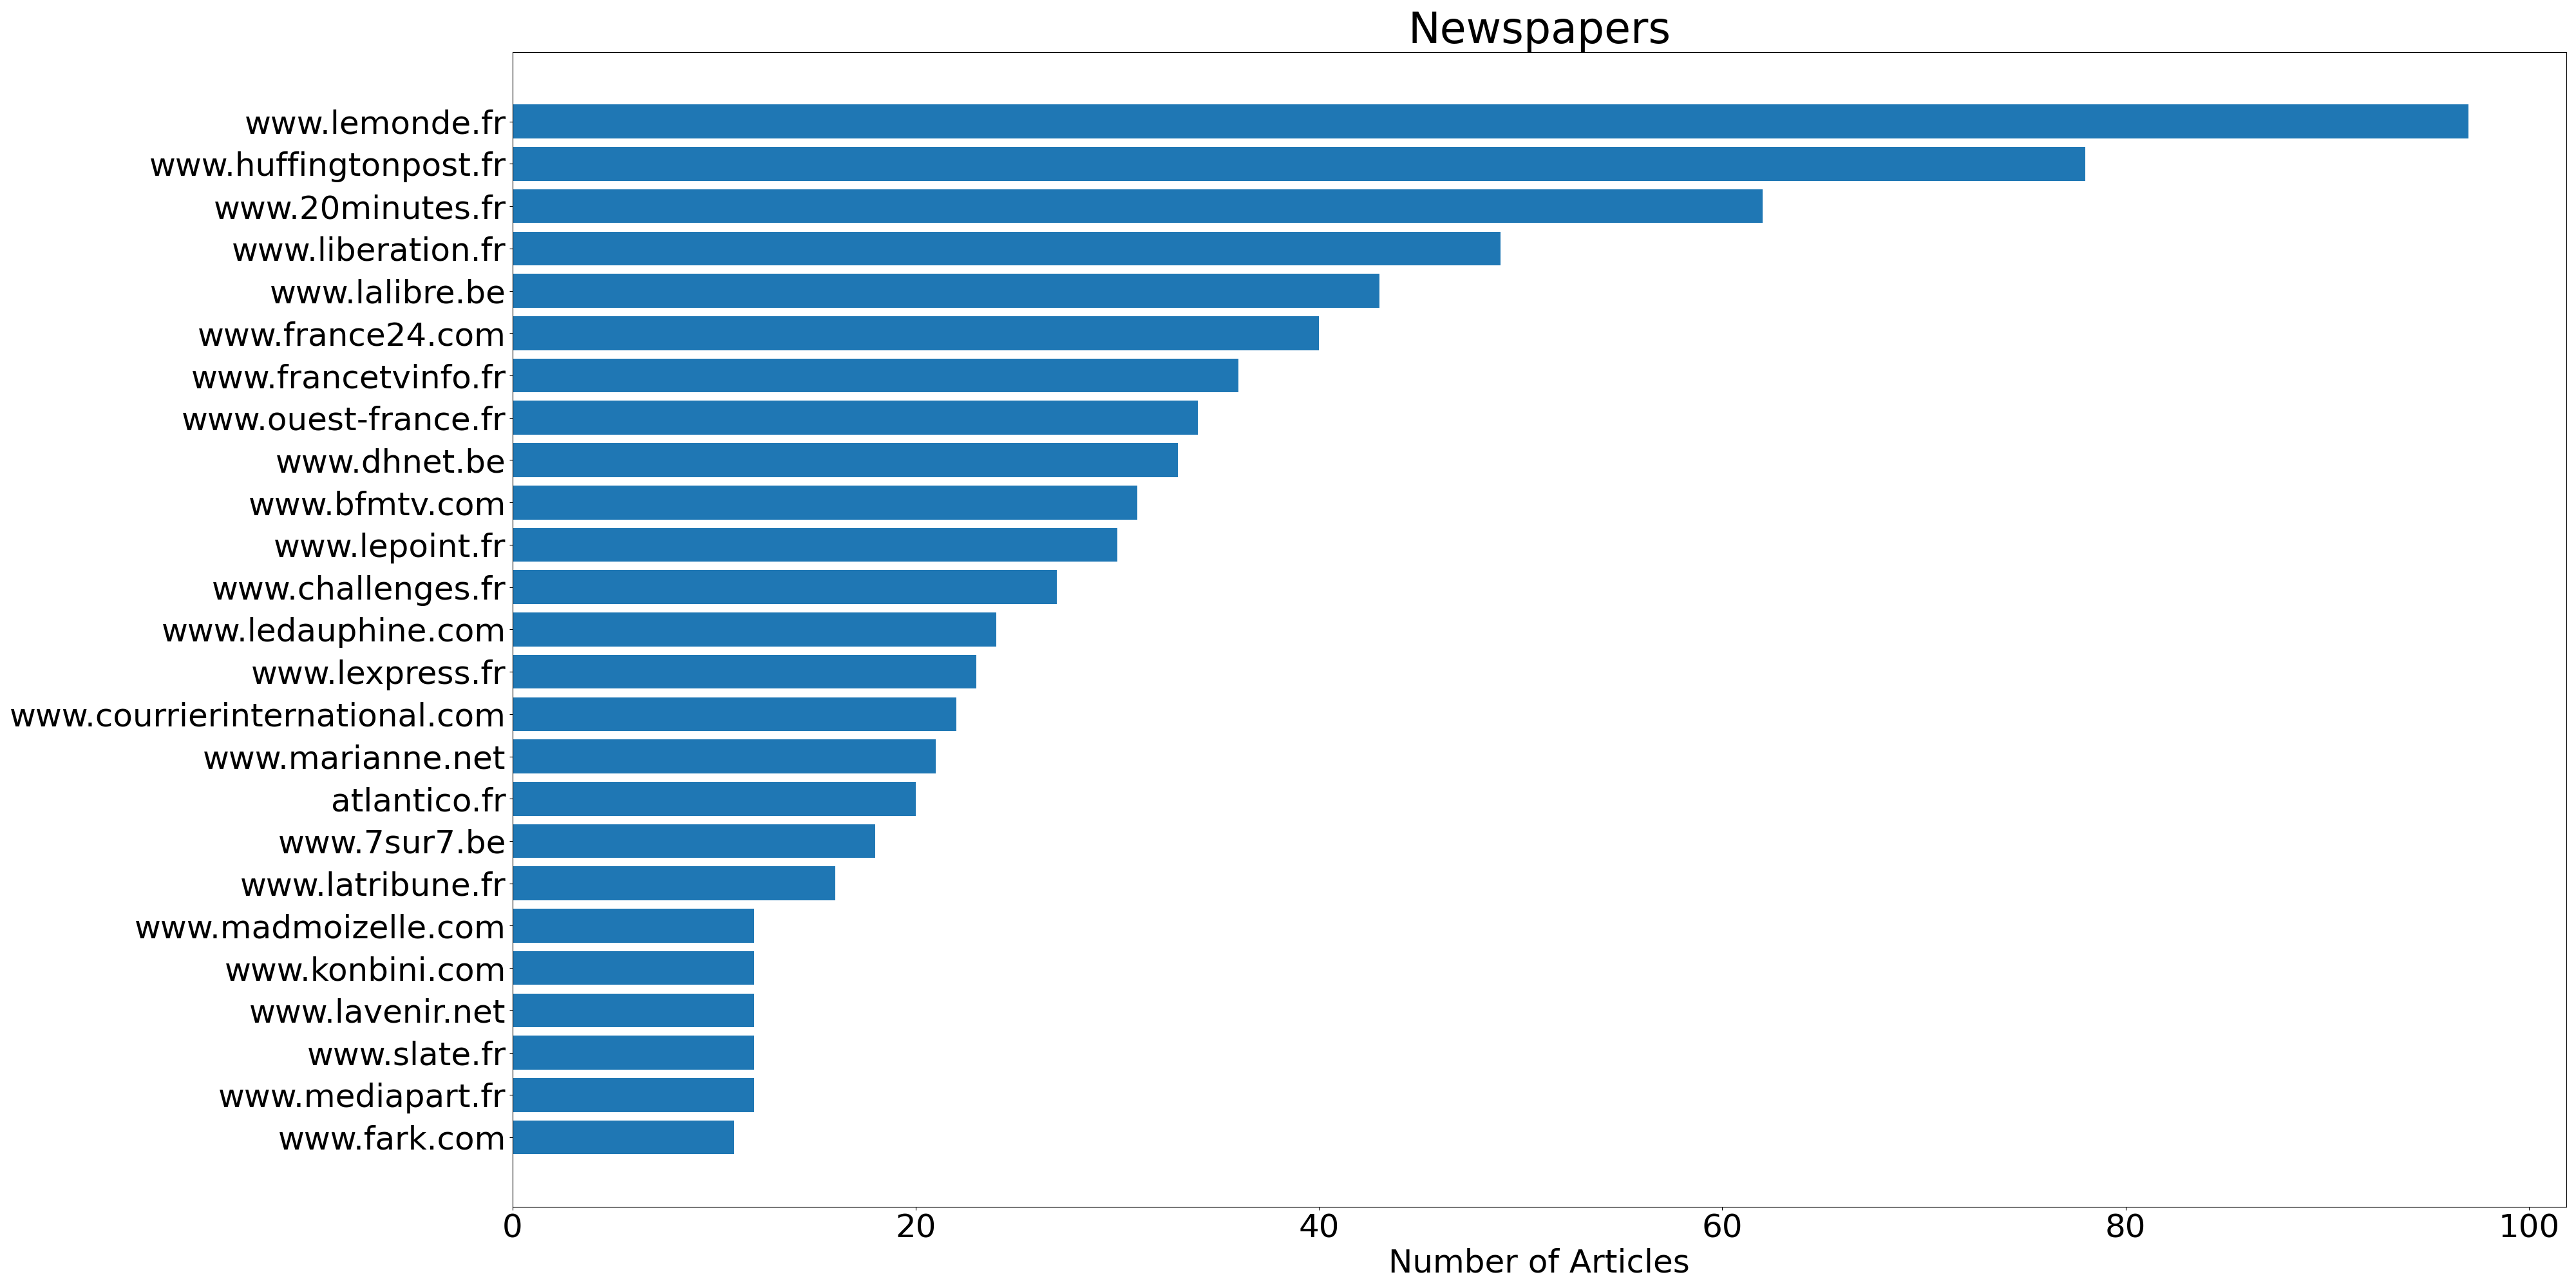 Newspapers
www.lemonde.fr
www.huffingtonpost.fr
www.20minutes.fr
www.liberation.fr
www.lalibre.be
www.france24.com
www.francetvinfo.fr
www.ouest-france.fr
www.dhnet.be
www.bfmtv.com
www.lepoint.fr
www.challenges.fr
www.ledauphine.com
www.lexpress.fr
www.courrierinternational.com
www.marianne.net
atlantico.fr
www.7sur7.be
www.latribune.fr
www.madmoizelle.com
www.konbini.com
www.lavenir.net
www.slate.fr
www.mediapart.fr
www.fark.com
0 20 40 60 80 100
Number of Articles